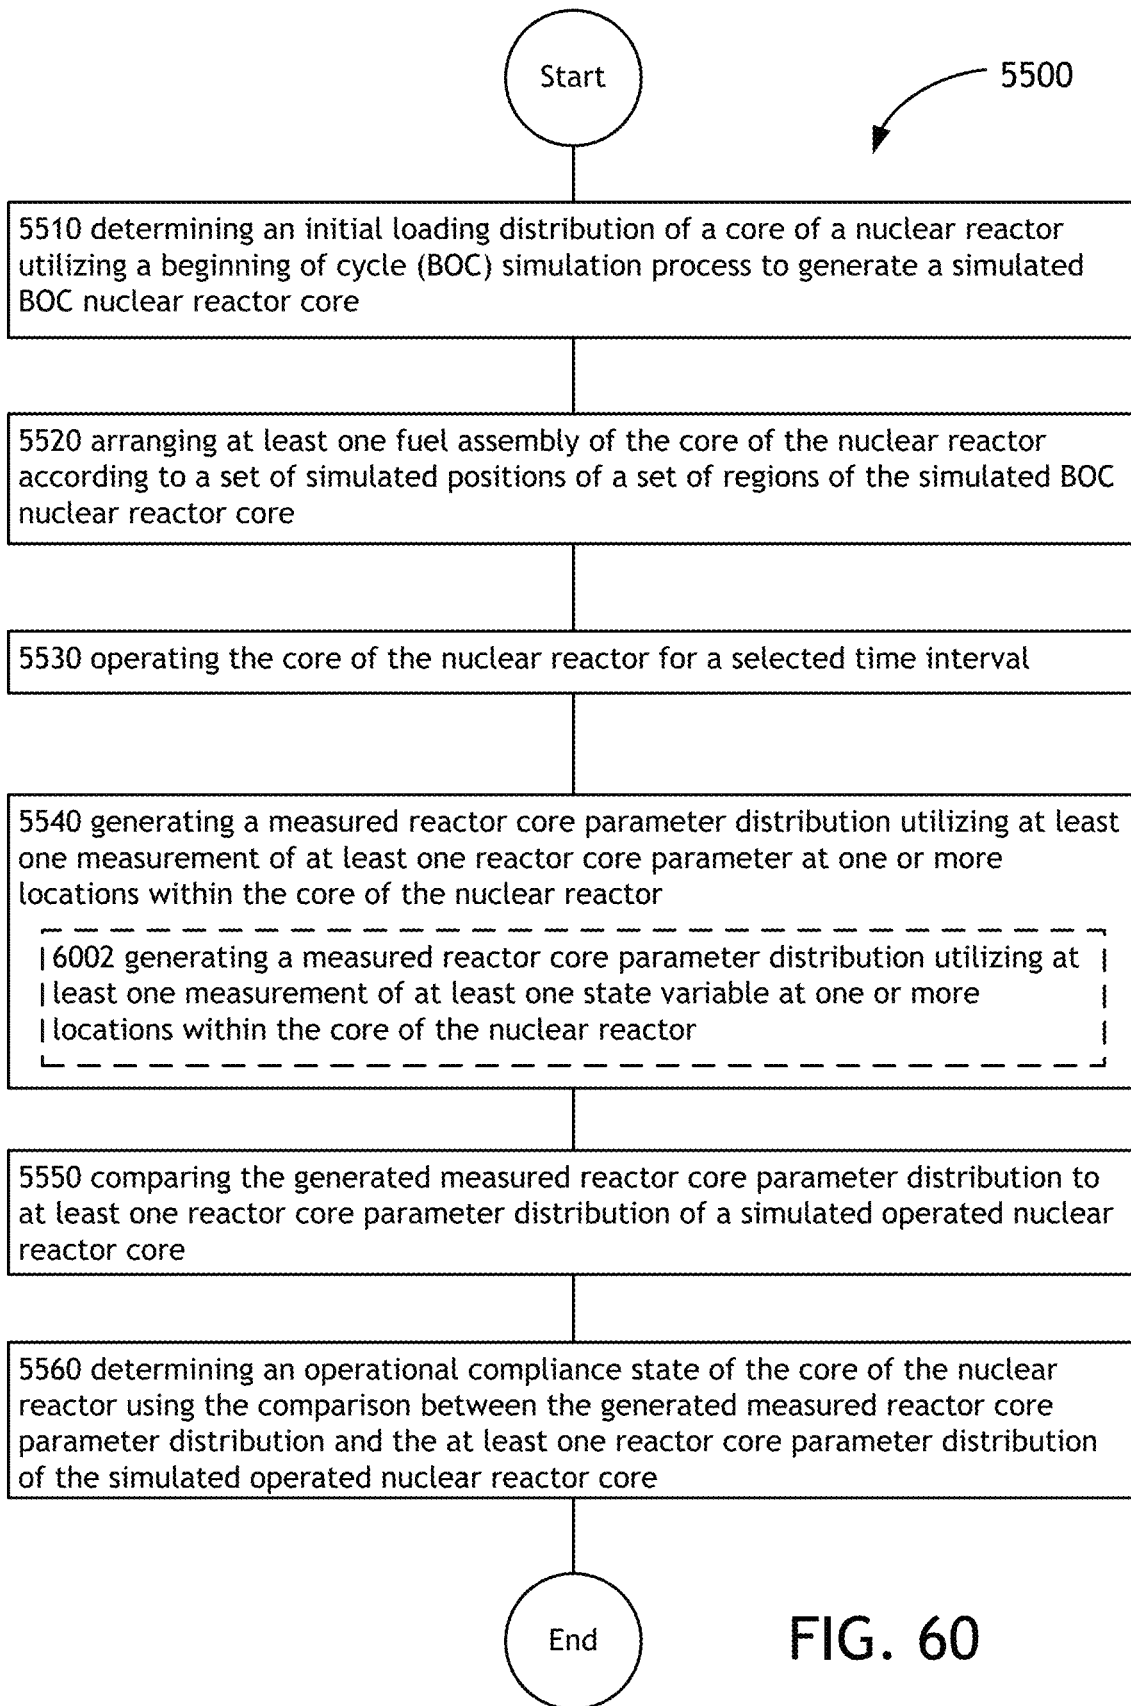 Start
5500
5510 determining an initial loading distribution of a core of a nuclear reactor
utilizing a beginning of cycle (BOC) simulation process to generate a simulated
BOC nuclear reactor core
5520 arranging at least one fuel assembly of the core of the nuclear reactor
according to a set of simulated positions of a set of regions of the simulated BOC
nuclear reactor core
5530 operating the core of the nuclear reactor for a selected time interval
5540 generating a measured reactor core parameter distribution utilizing at least
one measurement of at least one reactor core parameter at one or more
locations within the core of the nuclear reactor
6002 generating a measured reactor core parameter distribution utilizing at
least one measurement of at least one state variable at one or more
locations within the core of the nuclear reactor
5550 comparing the generated measured reactor core parameter distribution to
at least one reactor core parameter distribution of a simulated operated nuclear
reactor core
5560 determining an operational compliance state of the core of the nuclear
reactor using the comparison between the generated measured reactor core
parameter distribution and the at least one reactor core parameter distribution
of the simulated operated nuclear reactor core
End
FIG. 60